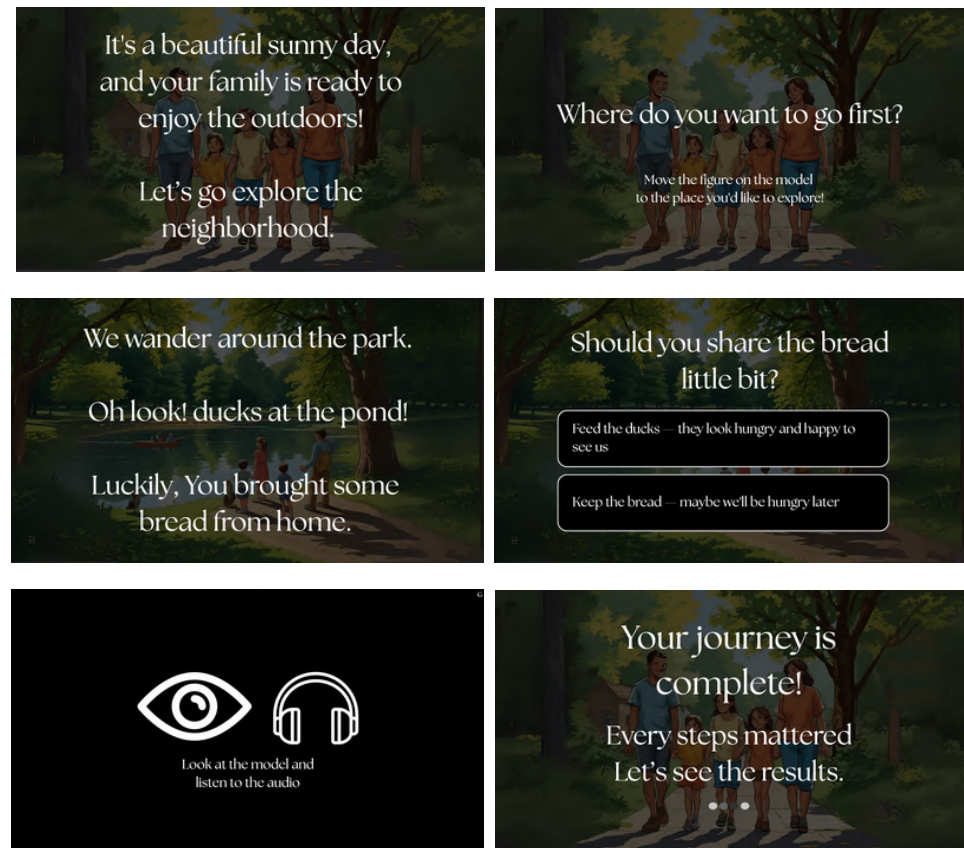 It's a beautiful sunny day,
and your family is ready to
enjoy the outdoors!
Let's go explore the
neighborhood.
Where do you want to go first?
Move the figure on the model
to the place you'd like to explore!
We wander around the park.
Oh look! ducks at the pond!
Luckily, You brought some
bread from home.
Should you share the bread
little bit?
Feed the ducks — they look hungry and happy to
see us
Keep the bread — maybe we'll be hungry later
Look at the model and
listen to the audio
Your journey is
complete!
Every steps mattered
Let's see the results.